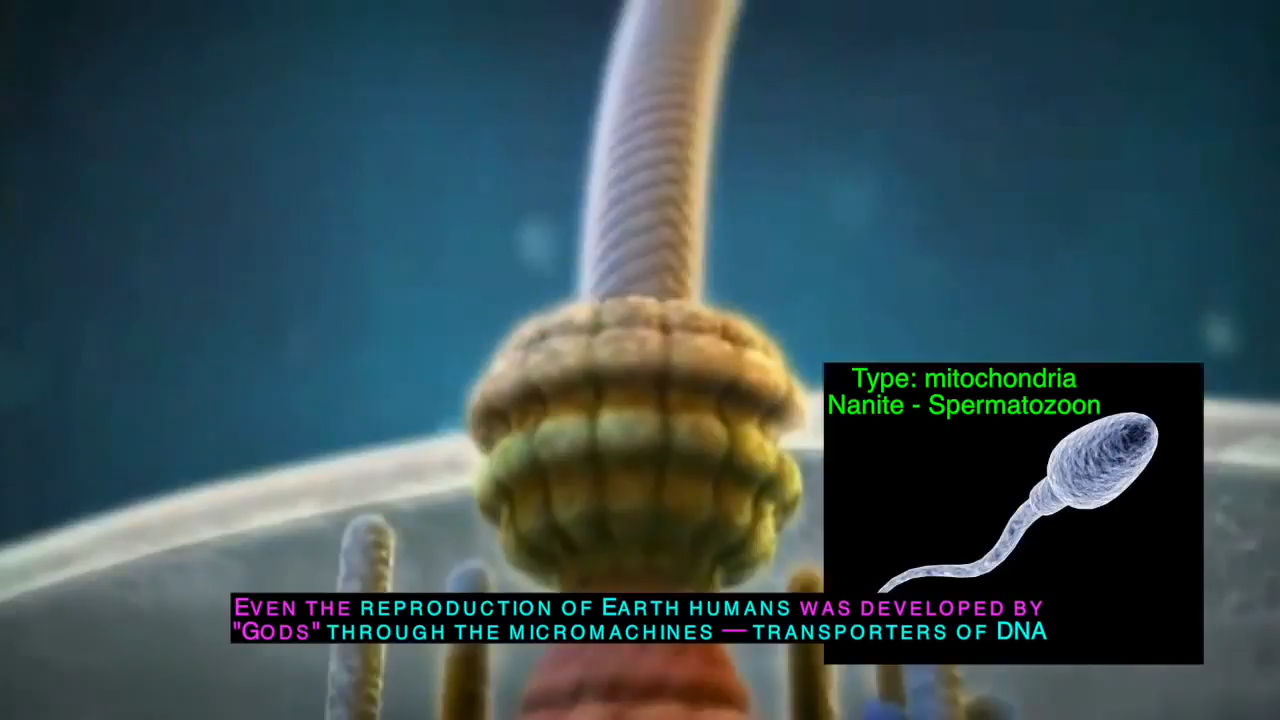 Type: mitochondria
Nanite - Spermatozoon
EVEN THE REPRODUCTION OF EARTH HUMANS WAS DEVELOPED BY
"GODS" THROUGH THE MICROMACHINES — TRANSPORTERS OF DNA